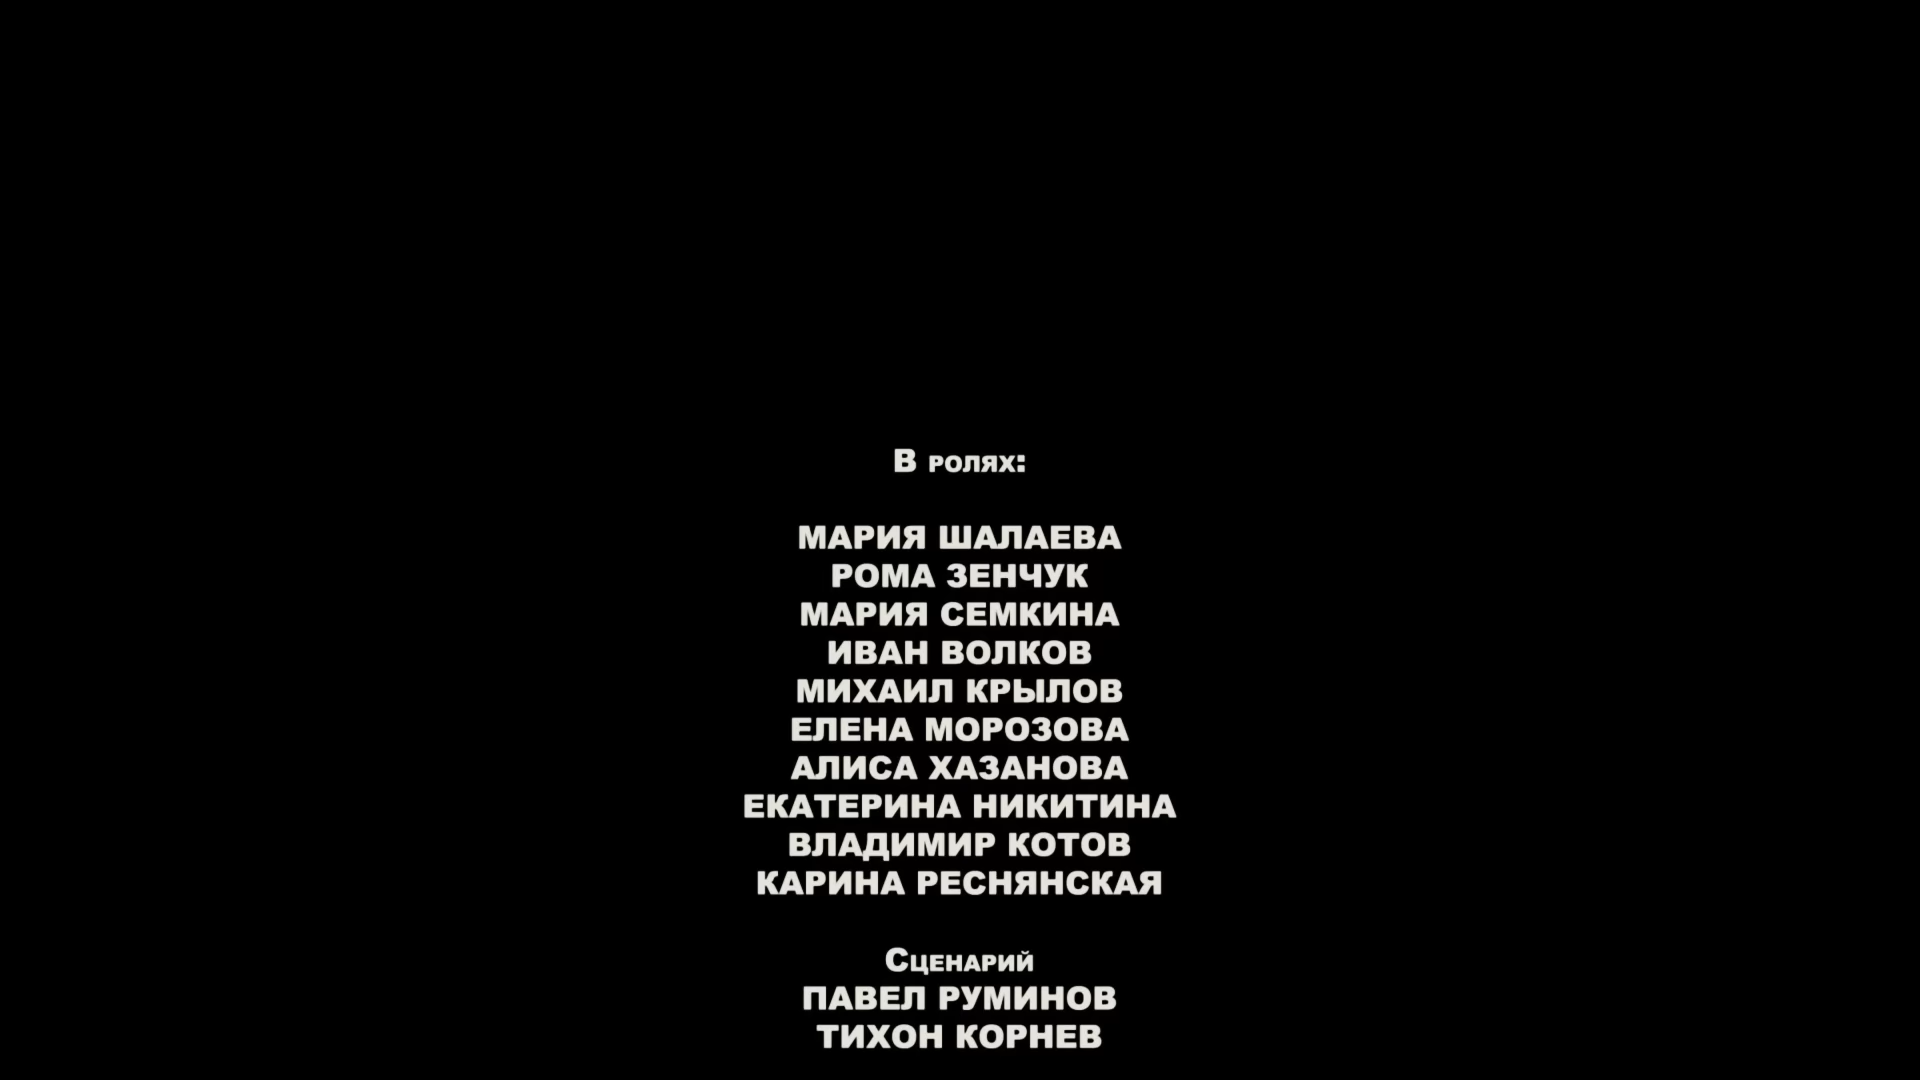 В ролях:
МАРИЯ ШАЛАЕВА
РОМА ЗЕНЧУК
МАРИЯ СЕМКИНА
ИВАН ВОЛКОВ
МИХАИЛ КРЫЛОВ
ЕЛЕНА МОРОЗОВА
АЛИСА ХАЗАНОВА
ЕКАТЕРИНА НИКИТИНА
ВЛАДИМИР КОТОВ
КАРИНА РЕСНЯНСКАЯ
Сценарий
ПАВЕЛ РУМИНОВ
ТИХОН КОРНЕВ